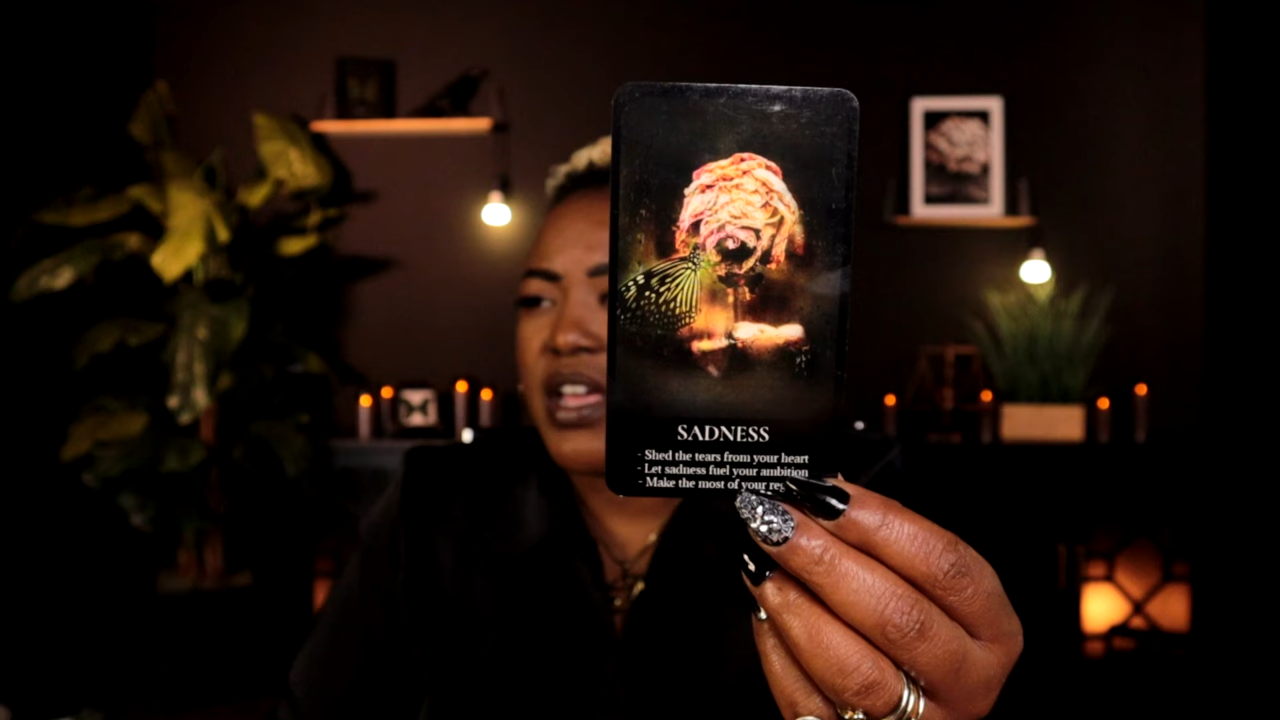 SADNESS
- Shed the tears from your heart
- Let sadness fuel your ambition
- Make the most of your